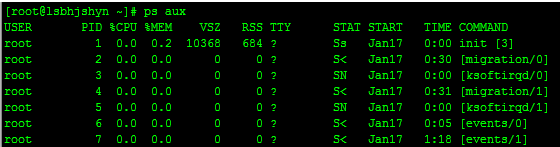 [root@lsbhjshyn ~]# ps aux
USER       PID %CPU %MEM    VSZ   RSS TTY      STAT START   TIME COMMAND
root         1  0.0  0.2  10368   684 ?        Ss   Jan17   0:00 init [3]
root         2  0.0  0.0      0     0 ?        S<   Jan17   0:30 [migration/0]
root         3  0.0  0.0      0     0 ?        SN   Jan17   0:00 [ksoftirqd/0]
root         4  0.0  0.0      0     0 ?        S<   Jan17   0:31 [migration/1]
root         5  0.0  0.0      0     0 ?        SN   Jan17   0:00 [ksoftirqd/1]
root         6  0.0  0.0      0     0 ?        S<   Jan17   0:05 [events/0]
root         7  0.0  0.0      0     0 ?        S<   Jan17   1:18 [events/1]